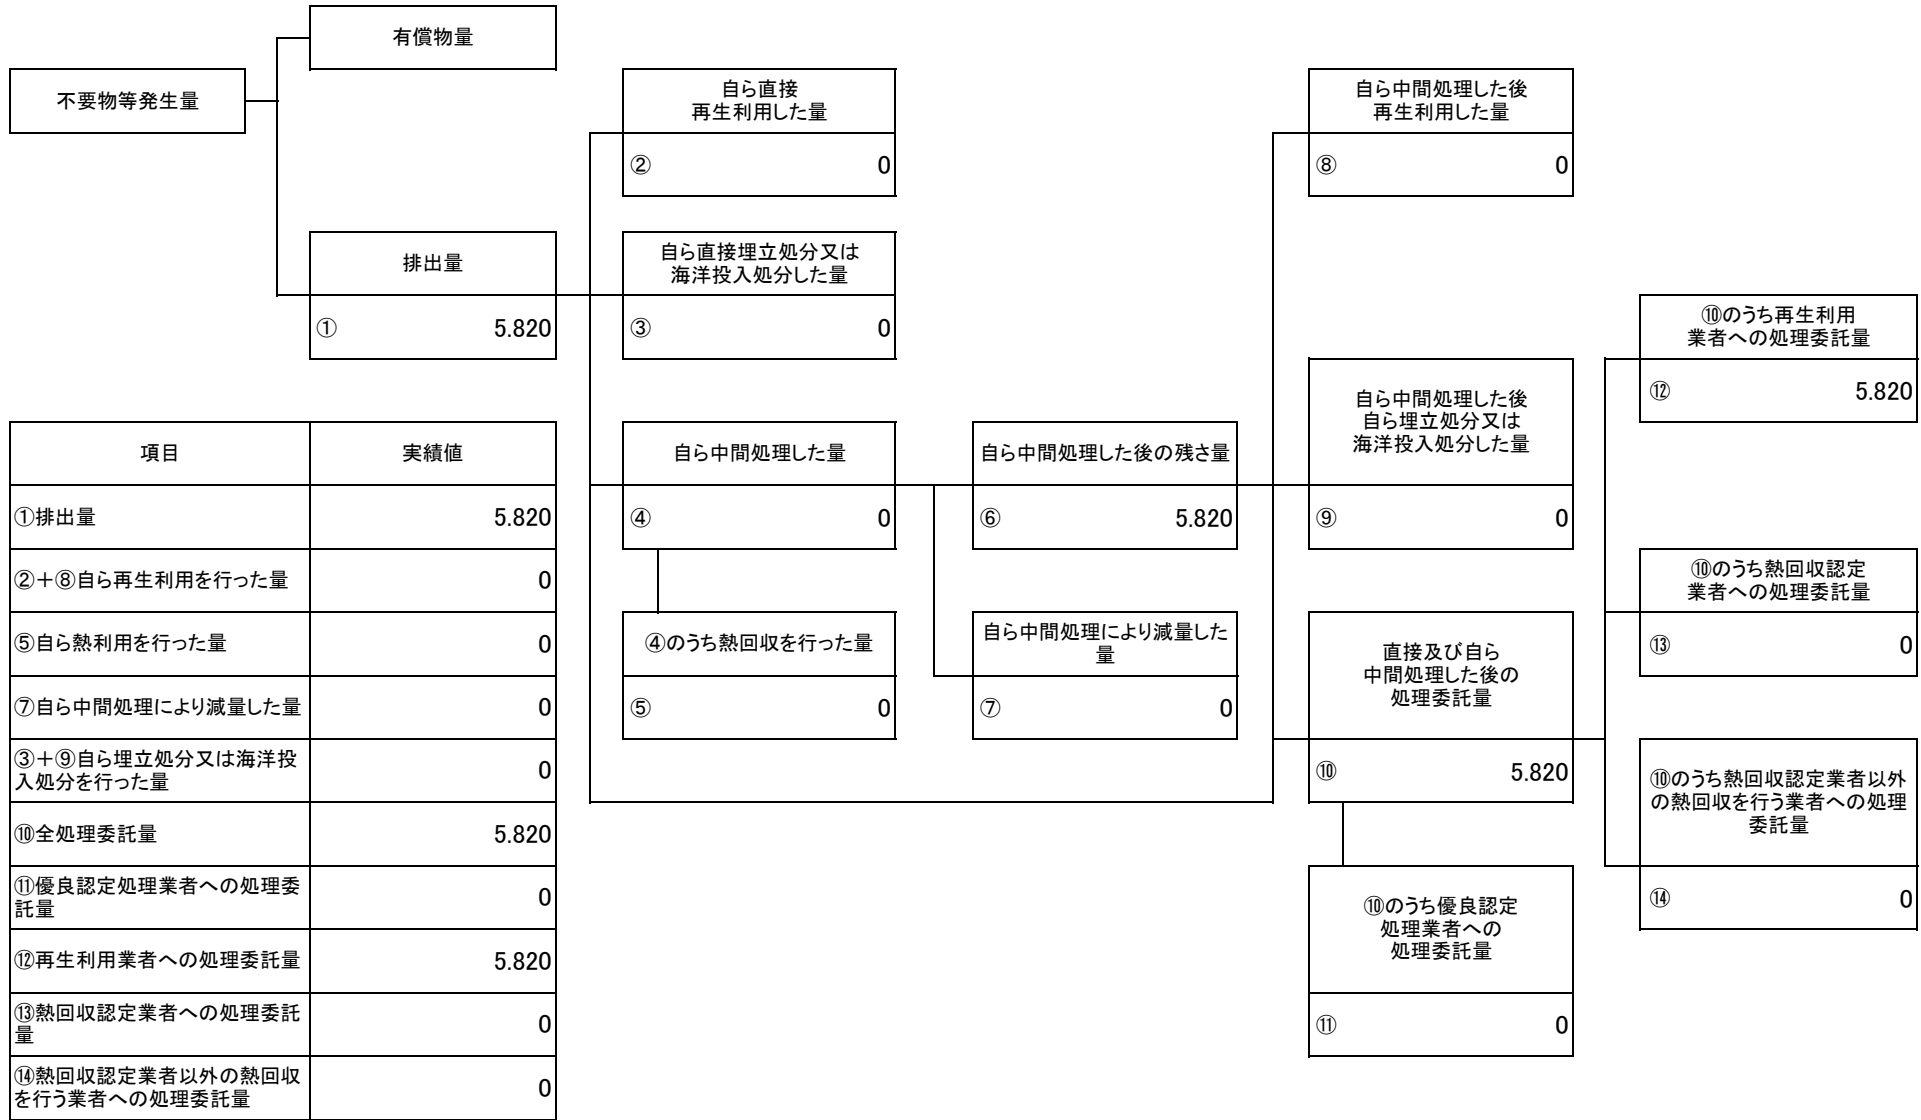 有償物量
不要物等発生量
自ら直接
再生利用した量
② 0
自ら中間処理した後
再生利用した量
⑧ 0
排出量
① 5.820
自ら直接埋立処分又は
海洋投入処分した量
③ 0
⑩のうち再生利用
業者への処理委託量
⑫ 5.820
自ら中間処理した量
④ 0
自ら中間処理した後の残さ量
⑥ 5.820
自ら中間処理した後
自ら埋立処分又は
海洋投入処分した量
⑨ 0
⑩のうち熱回収認定
業者への処理委託量
⑬ 0
④のうち熱回収を行った量
⑤ 0
自ら中間処理により減量した
量
⑦ 0
直接及び自ら
中間処理した後の
処理委託量
⑩ 5.820
⑩のうち熱回収認定業者以外
の熱回収を行う業者への処理
委託量
⑭ 0
⑩のうち優良認定
処理業者への
処理委託量
⑪ 0
項目 実績値
①排出量 5.820
②+⑧自ら再生利用を行った量 0
⑤自ら熱利用を行った量 0
⑦自ら中間処理により減量した量 0
③+⑨自ら埋立処分又は海洋投
入処分を行った量 0
⑩全処理委託量 5.820
⑪優良認定処理業者への処理委
託量 0
⑫再生利用業者への処理委託量 5.820
⑬熱回収認定業者への処理委託
量 0
⑭熱回収認定業者以外の熱回収
を行う業者への処理委託量 0